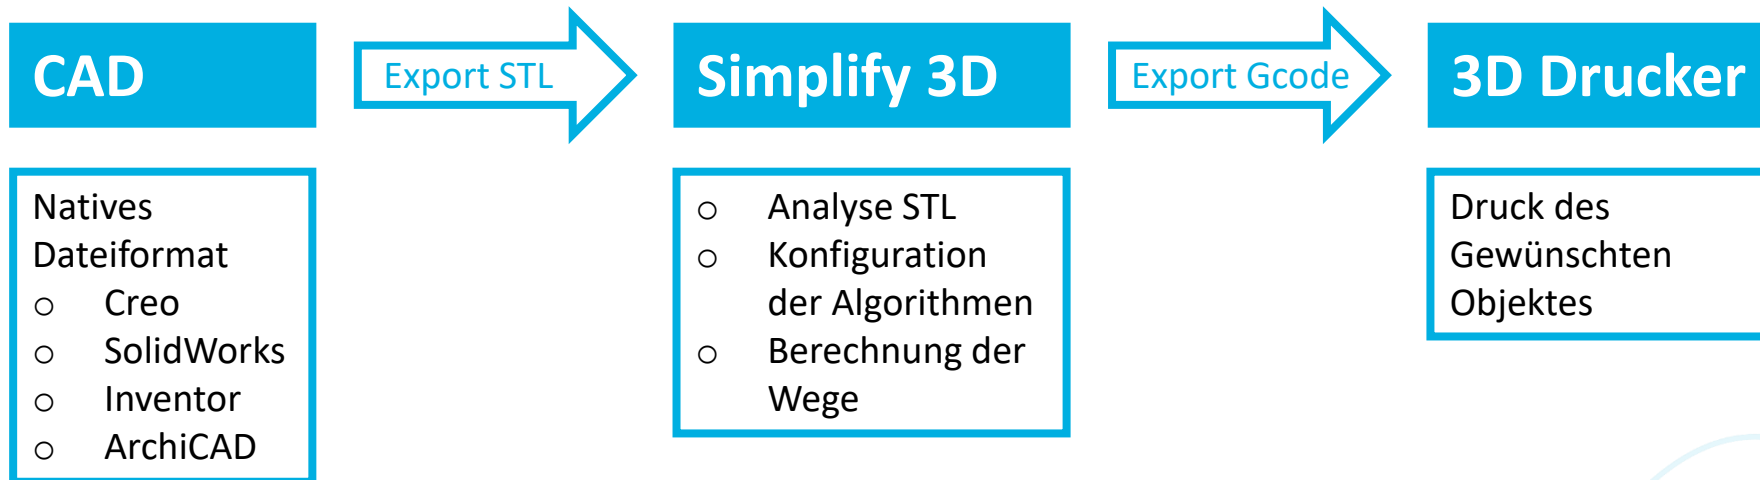 CAD
Export STL
Simplify 3D
Export Gcode
3D Drucker
Natives
Dateiformat
o Creo
o SolidWorks
o Inventor
o ArchiCAD
o Analyse STL
o Konfiguration
der Algorithmen
o Berechnung der
Wege
Druck des
Gewünschten
Objektes